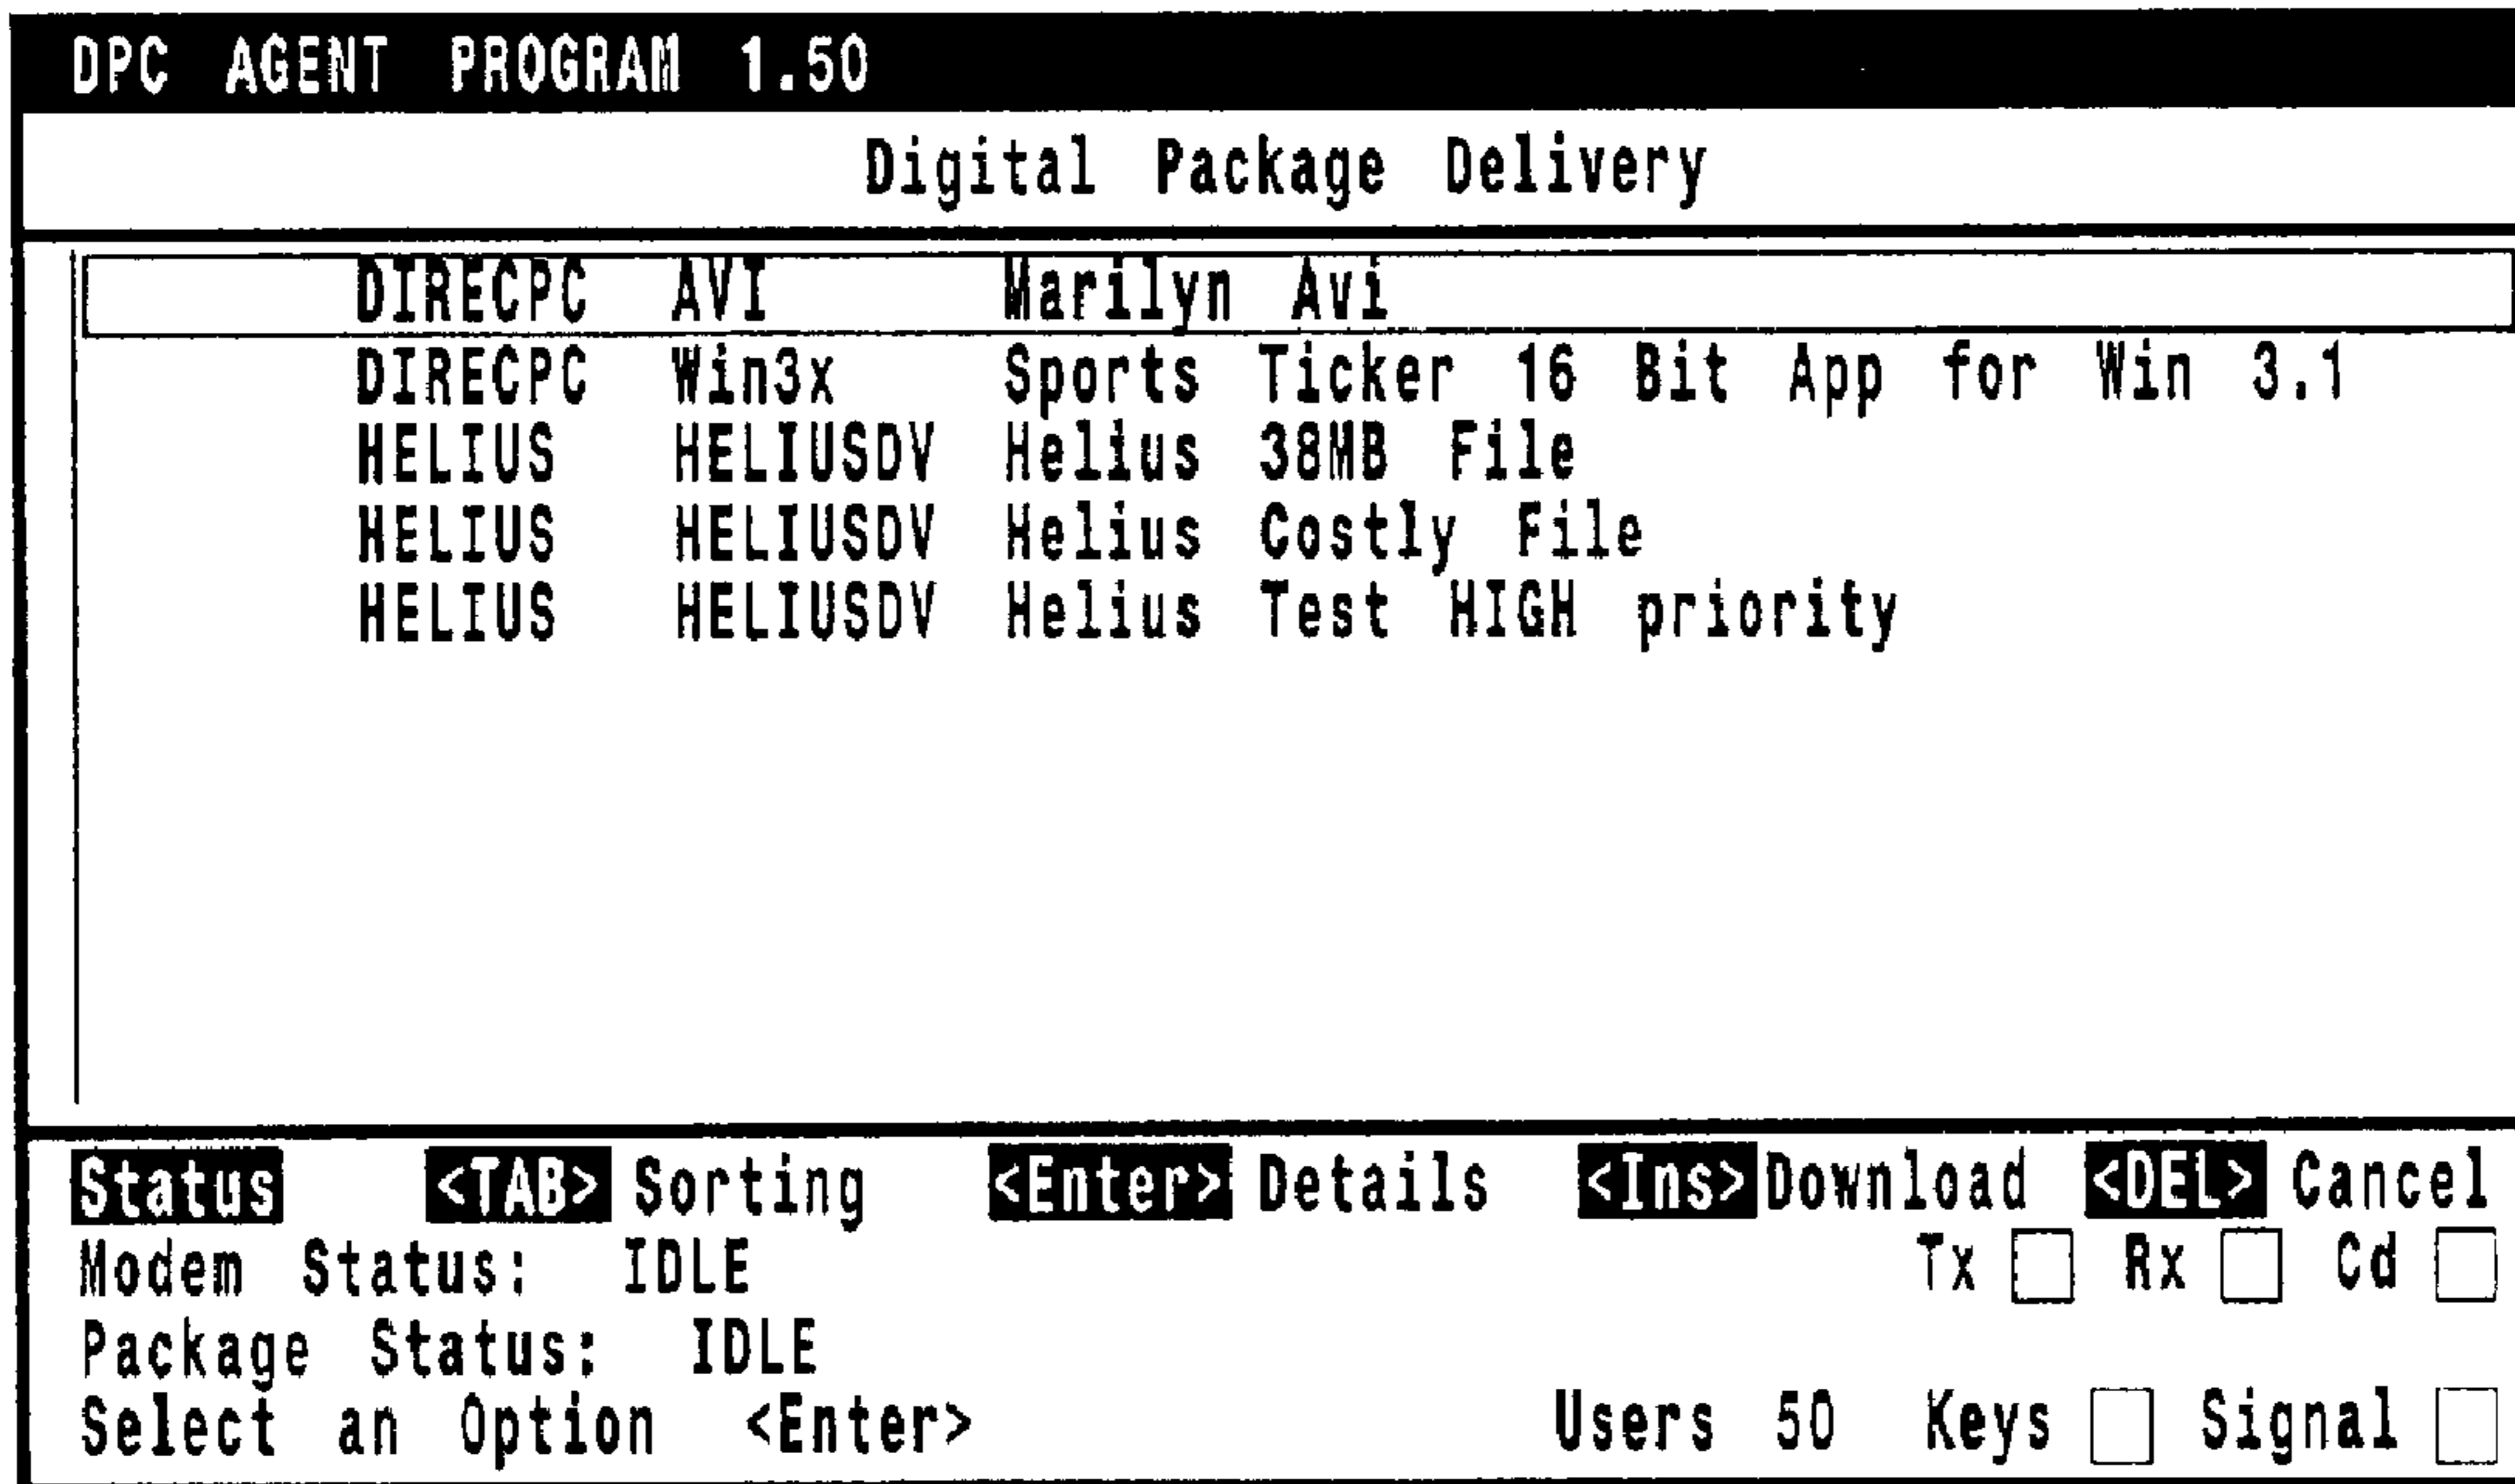 DPC AGENT PROGRAM 1.50
Digital Package Delivery
DIRECPC AVI Marilyn Avi
DIRECPC Win3x Sports Ticker 16 Bit App for Win 3.1
HELIUS HELIUSDV Helius 38MB File
HELIUS HELIUSDV Helius Costly File
HELIUS HELIUSDV Helius Test HIGH priority
Status <TAB> Sorting <Enter> Details <Ins> Download <DEL> Cancel
Modem Status: IDLE Tx Rx Cd
Package Status: IDLE
Select an Option <Enter> Users 50 Keys Signal